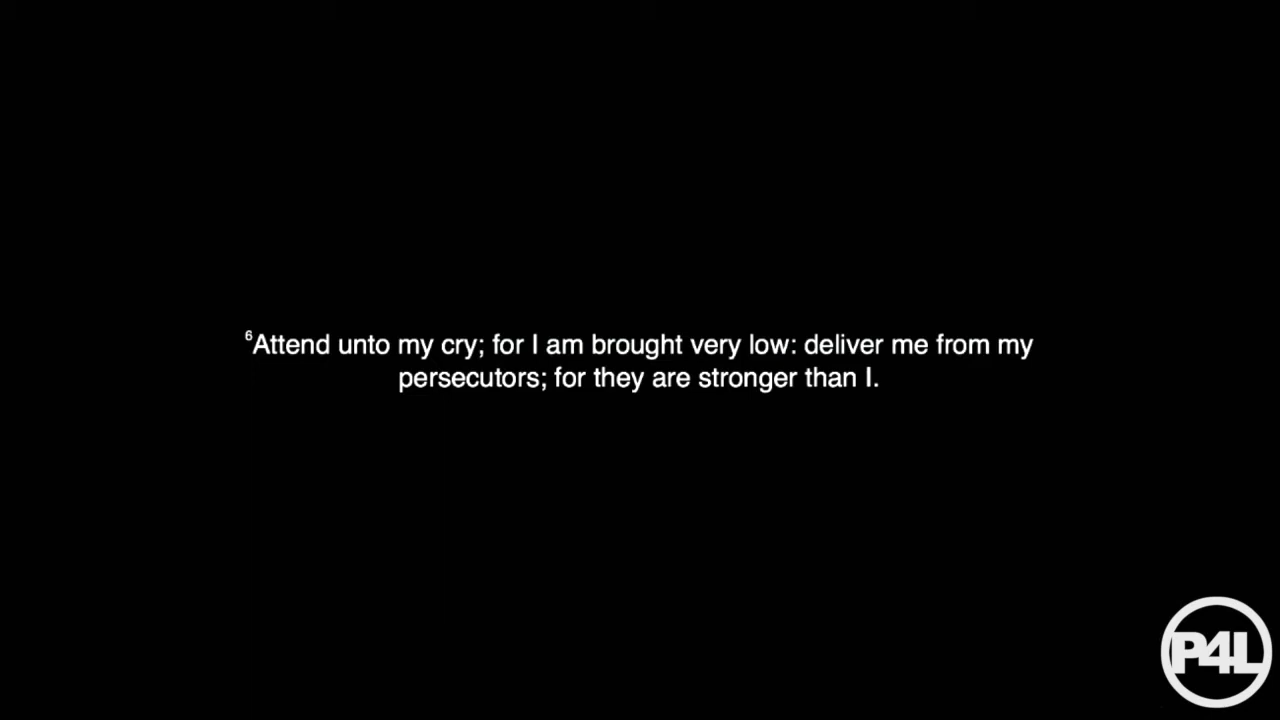 ⁶Attend unto my cry; for I am brought very low: deliver me from my
persecutors; for they are stronger than I.
P4L